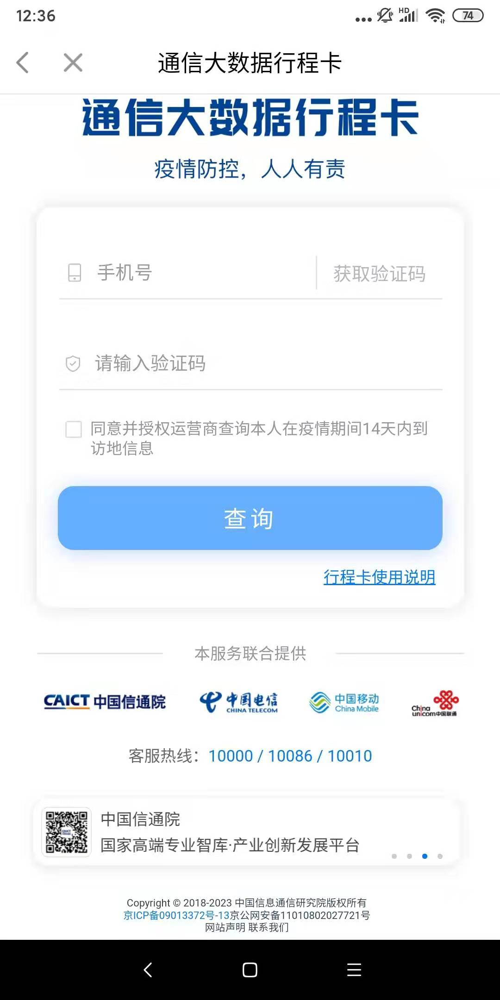 12:36
HD
74
通信大数据行程卡
通信大数据行程卡
疫情防控，人人有责
手机号
获取验证码
请输入验证码
同意并授权运营商查询本人在疫情期间14天内到
访地信息
查询
行程卡使用说明
本服务联合提供
CAICT 中国信通院
中国电信
CHINA TELECOM
中国移动
China Mobile
China
unicom中国联通
客服热线：10000 / 10086 / 10010
中国信通院
国家高端专业智库·产业创新发展平台
Copyright © 2018-2023 中国信息通信研究院版权所有
京ICP备09013372号-13京公网安备11010802027721号
网站声明 联系我们